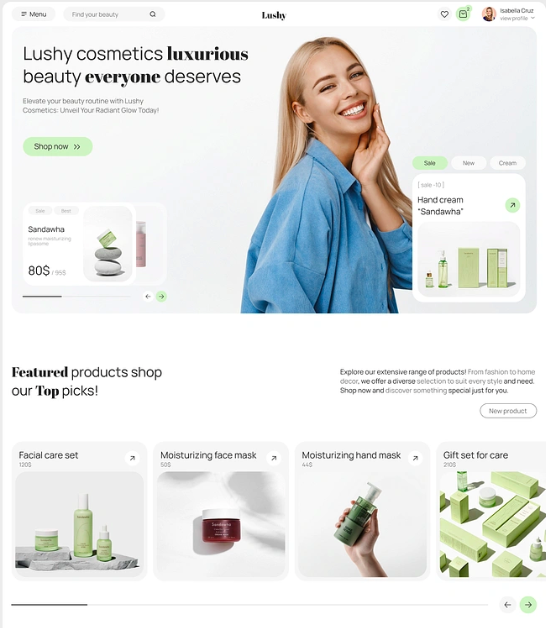 Menu
Find your beauty
Lushy
Isabella Cruz
view profile
Lushy cosmetics luxurious
beauty everyone deserves
Elevate your beauty routine with Lushy
Cosmetics: Unveil Your Radiant Glow Today!
Shop now
Sale New Cream
[ sale -10 ]
Hand cream
"Sandawha"
Sale Best
Sandawha
renew moisturizing
80$ / 95$
Featured products shop
our Top picks!
Explore our extensive range of products! From fashion to home
decor, we offer a diverse selection to suit every style and need.
Shop now and discover something special just for you.
New product
Facial care set
120$
Moisturizing face mask
50$
Moisturizing hand mask
44$
Gift set for care
210$
Sandawha